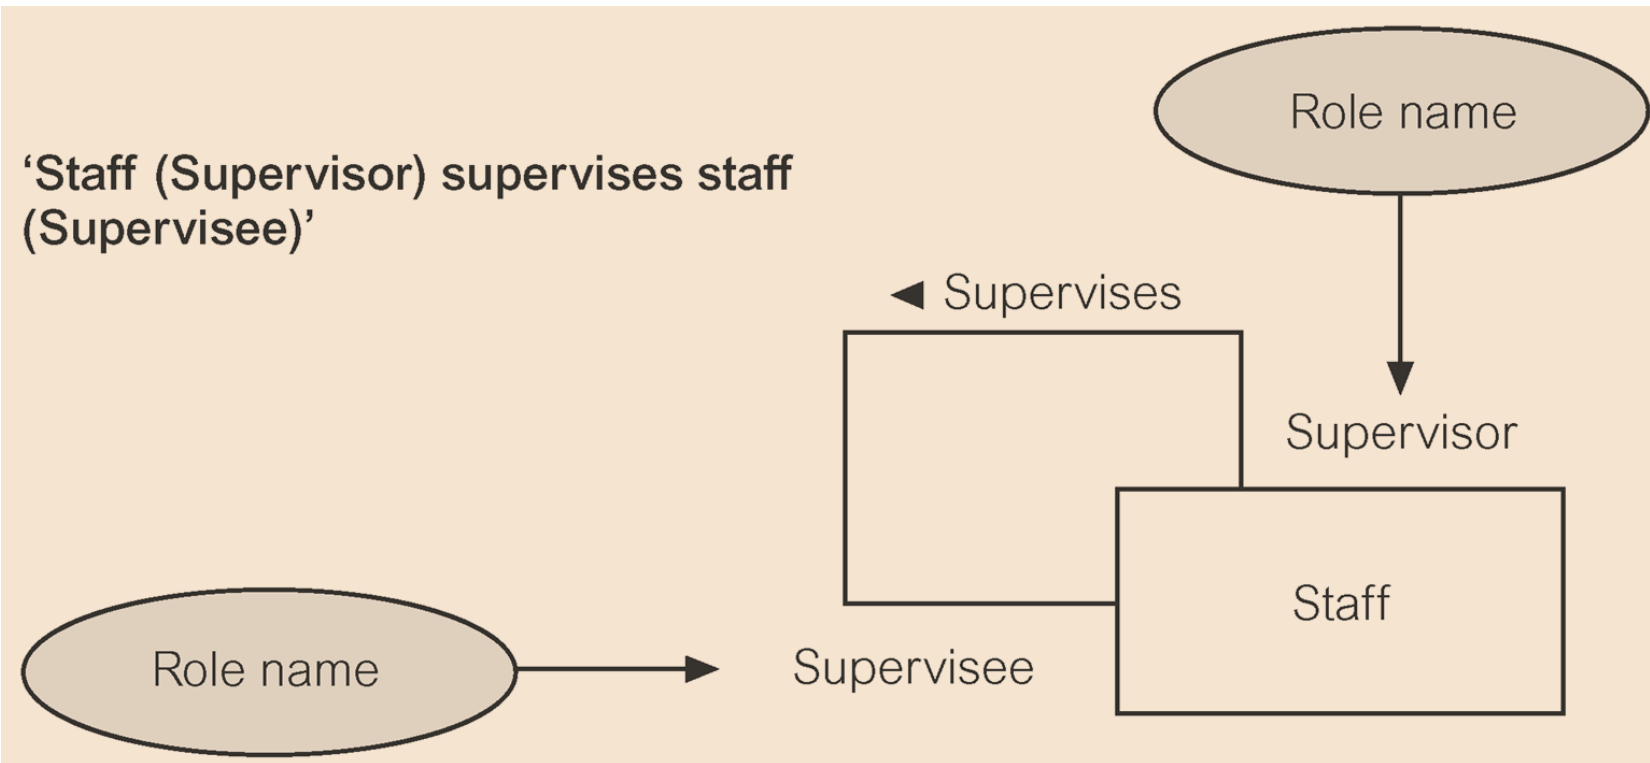 Role name
‘Staff (Supervisor) supervises staff
(Supervisee)’
◄ Supervises
Supervisor
Staff
Role name
Supervisee